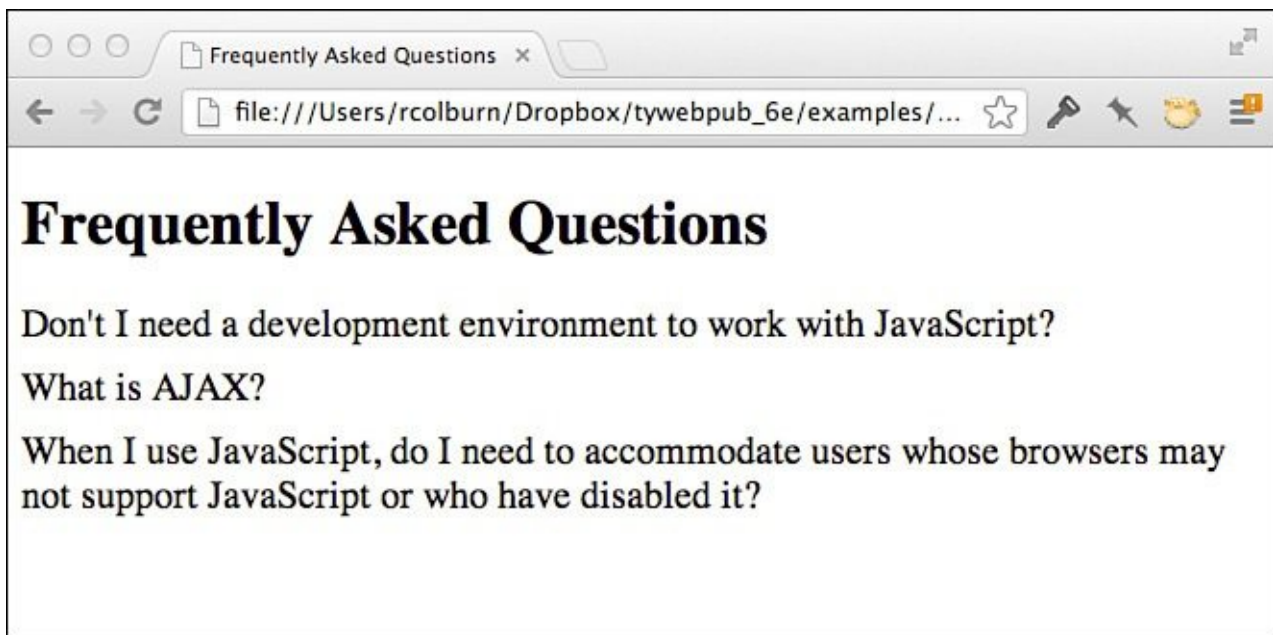 Frequently Asked Questions ×
file:///Users/rcolburn/Dropbox/tywebpub_6e/examples/...
Frequently Asked Questions
Don't I need a development environment to work with JavaScript?
What is AJAX?
When I use JavaScript, do I need to accommodate users whose browsers may
not support JavaScript or who have disabled it?